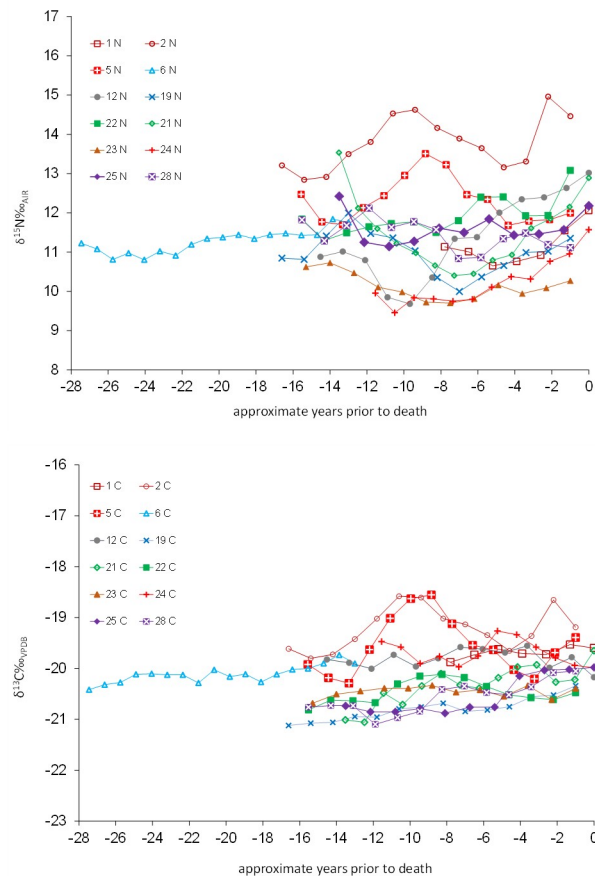 17
16
15
14
13
12
11
10
9
8
δ¹⁵N‰AIR
1 N 2 N
5 N 6 N
12 N 19 N
22 N 21 N
23 N 24 N
25 N 28 N
-28 -26 -24 -22 -20 -18 -16 -14 -12 -10 -8 -6 -4 -2 0
approximate years prior to death
-16
-17
-18
-19
-20
-21
-22
-23
δ¹³C‰VPDB
1 C 2 C
5 C 6 C
12 C 19 C
21 C 22 C
23 C 24 C
25 C 28 C
-28 -26 -24 -22 -20 -18 -16 -14 -12 -10 -8 -6 -4 -2 0
approximate years prior to death